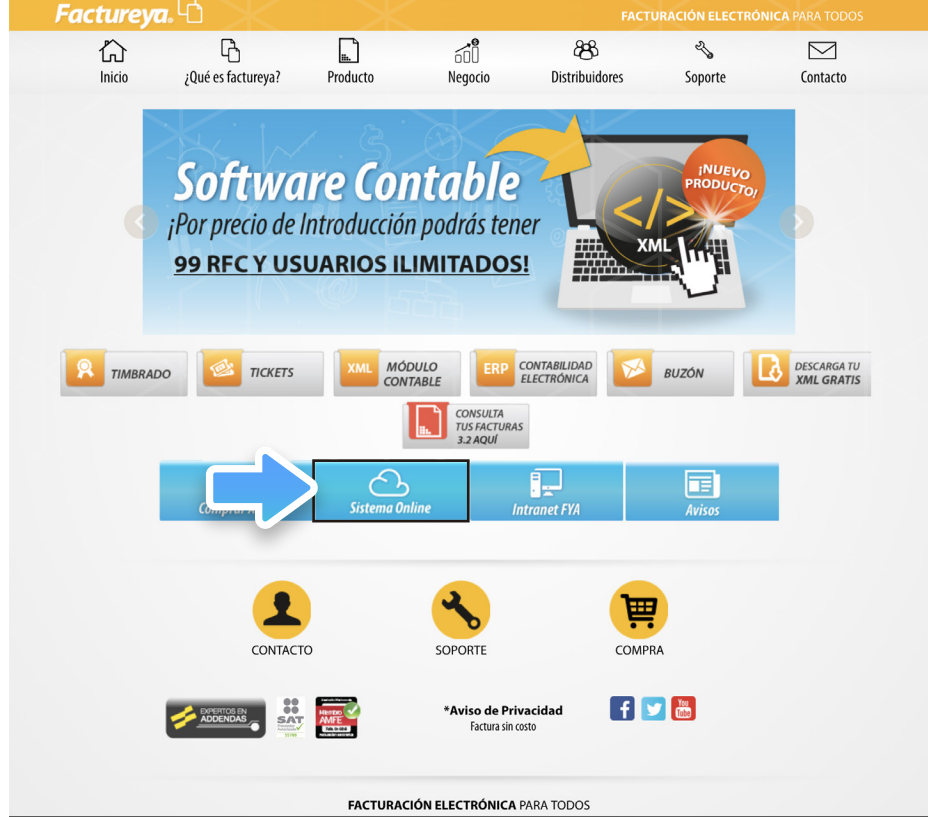 Factureya.
FACTURACIÓN ELECTRÓNICA PARA TODOS
Inicio
¿Qué es factureya?
Producto
Negocio
Distribuidores
Soporte
Contacto
Software Contable
¡Por precio de Introducción podrás tener
99 RFC Y USUARIOS ILIMITADOS!
¡NUEVO
PRODUCTO!
</>
XML
TIMBRADO
TICKETS
XML
MÓDULO
CONTABLE
ERP
CONTABILIDAD
ELECTRÓNICA
BUZÓN
DESCARGA TU
XML GRATIS
CONSULTA
TUS FACTURAS
3.2 AQUÍ
Sistema Online
Intranet FYA
Avisos
CONTACTO
SOPORTE
COMPRA
EXPERTOS EN
ADDENDAS
SAT
Miembro
AMFE
*Aviso de Privacidad
Factura sin costo
f
You
Tube
FACTURACIÓN ELECTRÓNICA PARA TODOS